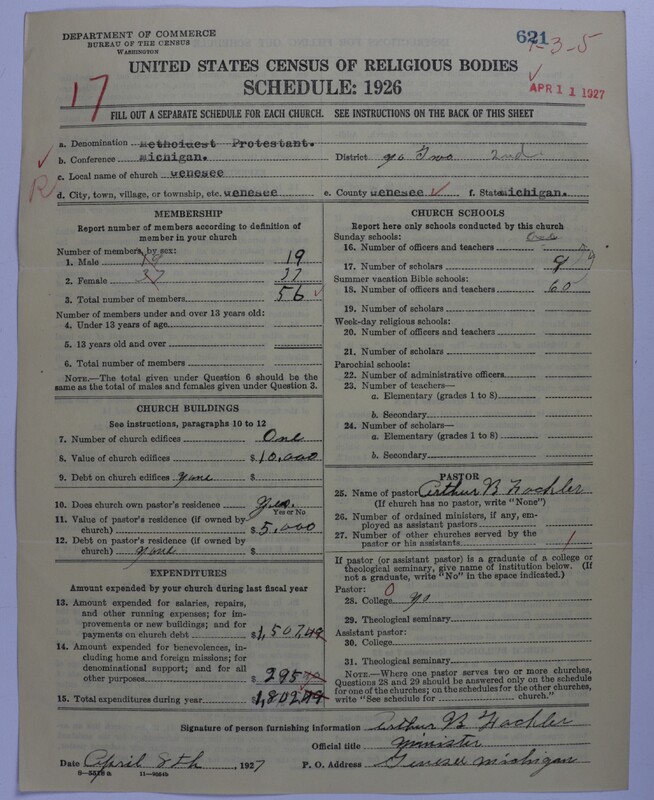 DEPARTMENT OF COMMERCE
BUREAU OF THE CENSUS
WASHINGTON
621
1-3-5
UNITED STATES CENSUS OF RELIGIOUS BODIES
SCHEDULE: 1926
17
APR 11 1927
FILL OUT A SEPARATE SCHEDULE FOR EACH CHURCH. SEE INSTRUCTIONS ON THE BACK OF THIS SHEET
a. Denomination Methodest Protestant.
b. Conference Michigan. District No Two 2nd
c. Local name of church Genesee
R
d. City, town, village, or township, etc. Genesee e. County Genesee f. State Michigan.
MEMBERSHIP
Report number of members according to definition of
member in your church
Number of members, by sex:
1. Male 19 19
2. Female 37 37
3. Total number of members 56
Number of members under and over 13 years old:
4. Under 13 years of age
5. 13 years old and over
6. Total number of members
NOTE.—The total given under Question 6 should be
same as the total of males and females given under Question 3.
CHURCH BUILDINGS
See instructions, paragraphs 10 to 12
7. Number of church edifices One
8. Value of church edifices $10,000
9. Debt on church edifices None $
10. Does church own pastor's residence Yes.
Yes or No
11. Value of pastor's residence (if owned by
church) $5,000
12. Debt on pastor's residence (if owned by
church) None $
EXPENDITURES
Amount expended by your church during last fiscal year
13. Amount expended for salaries, repairs,
and other running expenses; for im-
provements or new buildings; and for
payments on church debt $1,507.49
14. Amount expended for benevolences, in-
cluding home and foreign missions; for
denominational support; and for all
other purposes $295
15. Total expenditures during year $1,802.49
CHURCH SCHOOLS
Report here only schools conducted by this church
Sunday schools: One
16. Number of officers and teachers 9
17. Number of scholars 9
Summer vacation Bible schools:
18. Number of officers and teachers 60
19. Number of scholars
Week-day religious schools:
20. Number of officers and teachers
21. Number of scholars
Parochial schools:
22. Number of administrative officers
23. Number of teachers—
a. Elementary (grades 1 to 8)
b. Secondary
24. Number of scholars—
a. Elementary (grades 1 to 8)
b. Secondary
PASTOR
25. Name of pastor Arthur B Zochler
(If church has no pastor, write "None")
26. Number of ordained ministers, if any, em-
ployed as assistant pastors
27. Number of other churches served by the
pastor or his assistants 1
If pastor (or assistant pastor) is a graduate of a college or
theological seminary, give name of institution below. (If
not a graduate, write "No" in the space indicated.)
Pastor: 0
28. College No
29. Theological seminary
Assistant pastor:
30. College
31. Theological seminary
NOTE.—Where one pastor serves two or more churches,
Questions 28 and 29 should be answered only on the schedule
for one of the churches; on the schedules for the other churches,
write "See schedule for church."
Signature of person furnishing information Arthur B Zochler
Official title Minister
Date April 8th, 1927 P. O. Address Genesee Michigan